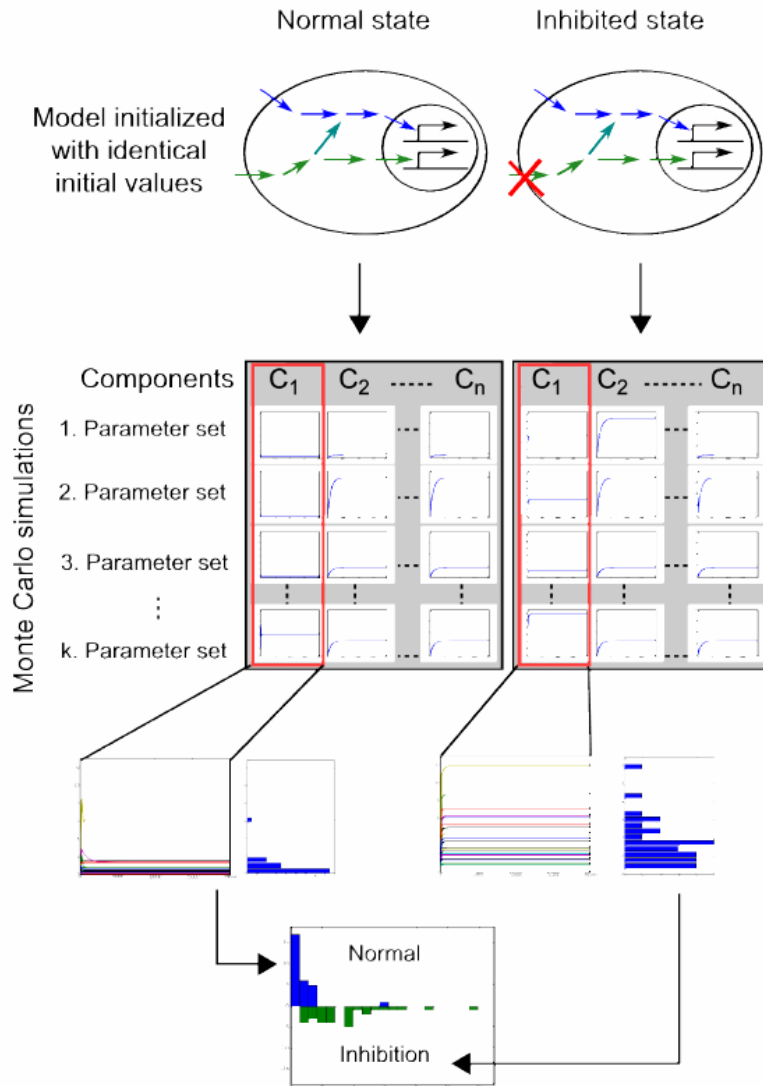 Normal state
Inhibited state
Model initialized
with identical
initial values
Monte Carlo simulations
Components
C1
C2
Cn
C1
C2
Cn
1. Parameter set
2. Parameter set
3. Parameter set
k. Parameter set
Normal
Inhibition